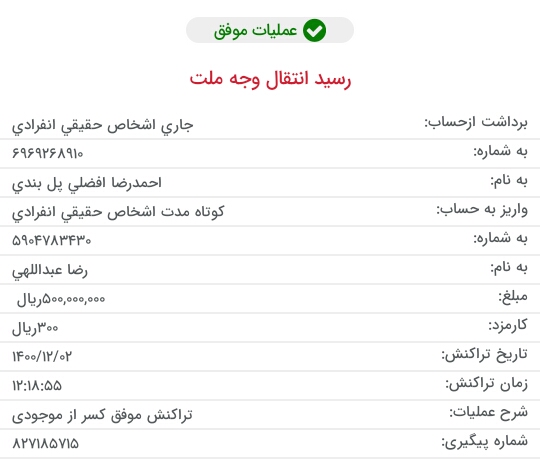 عملیات موفق
رسید انتقال وجه ملت
برداشت ازحساب: جاري اشخاص حقيقي انفرادي
به شماره: ۶۹۶۹۲۶۸۹۱۰
به نام: احمدرضا افضلي پل بندي
واریز به حساب: كوتاه مدت اشخاص حقيقي انفرادي
به شماره: ۵۹۰۴۷۸۳۴۳۰
به نام: رضا عبداللهي
مبلغ: ۵۰۰,۰۰۰,۰۰۰ریال
کارمزد: ۳۰۰ریال
تاریخ تراکنش: ۱۴۰۰/۱۲/۰۲
زمان تراکنش: ۱۲:۱۸:۵۵
شرح عملیات: تراکنش موفق کسر از موجودی
شماره پیگیری: ۸۲۷۱۸۵۷۱۵